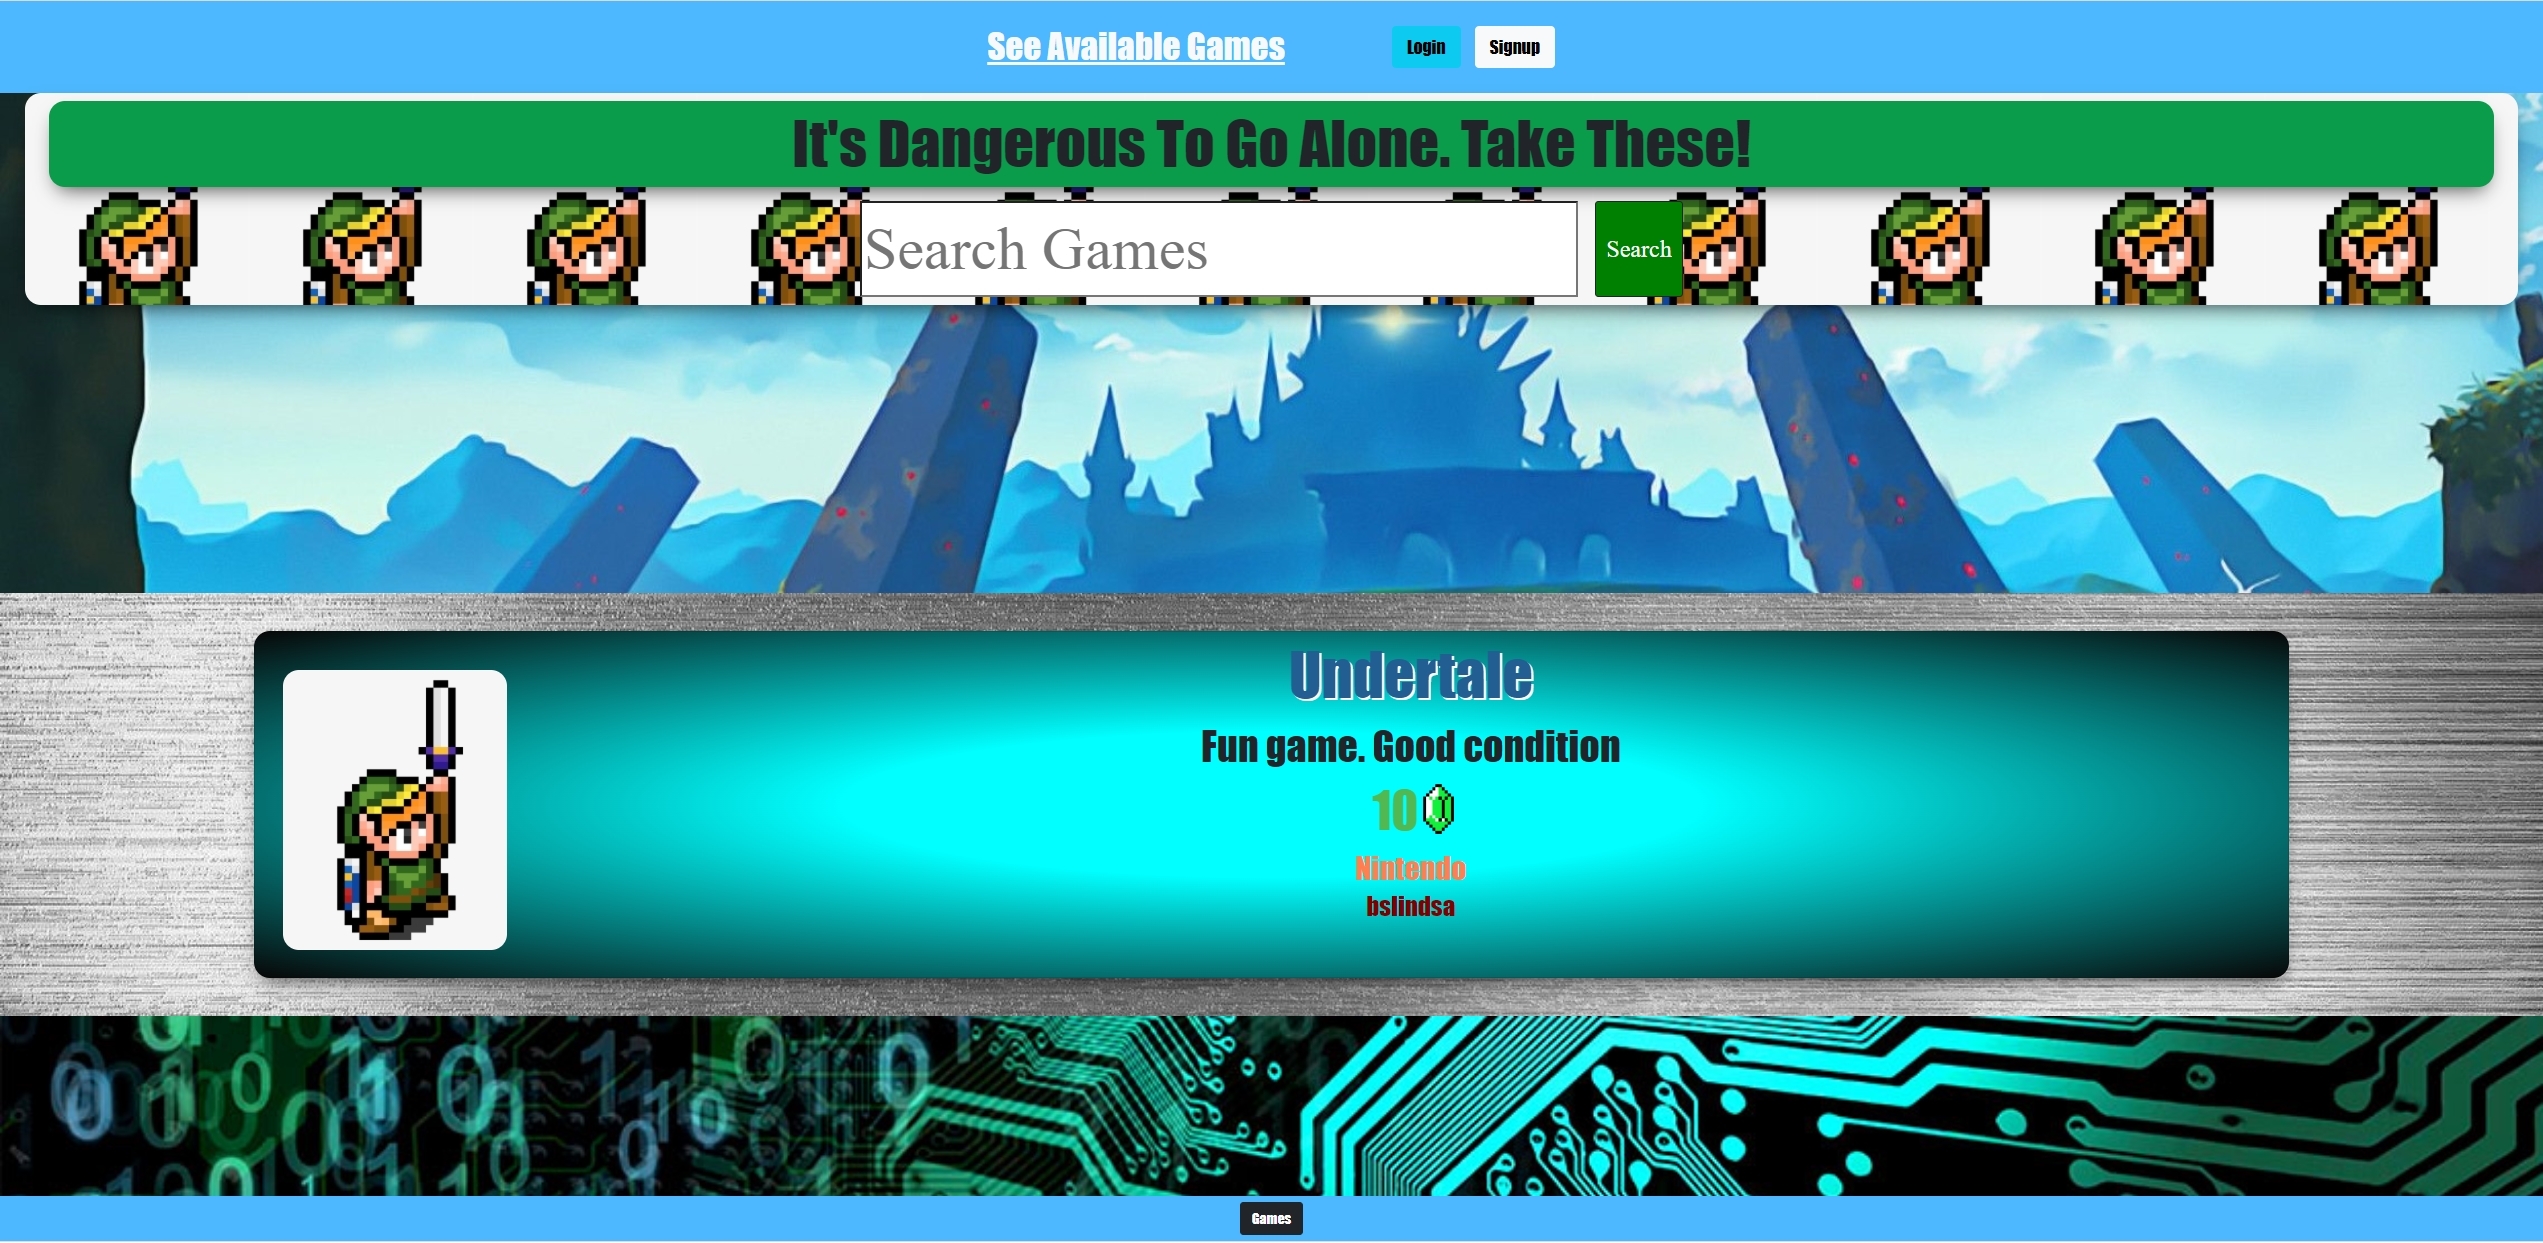 See Available Games
Login
Signup
It's Dangerous To Go Alone. Take These!
Search Games
Search
Undertale
Fun game. Good condition
10
Nintendo
bslindsa
Games